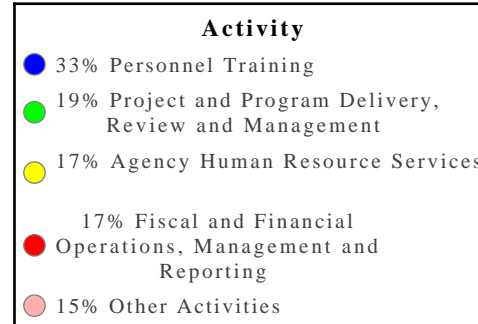 Activity
33% Personnel Training
19% Project and Program Delivery,
Review and Management
17% Agency Human Resource Services
17% Fiscal and Financial
Operations, Management and
Reporting
15% Other Activities